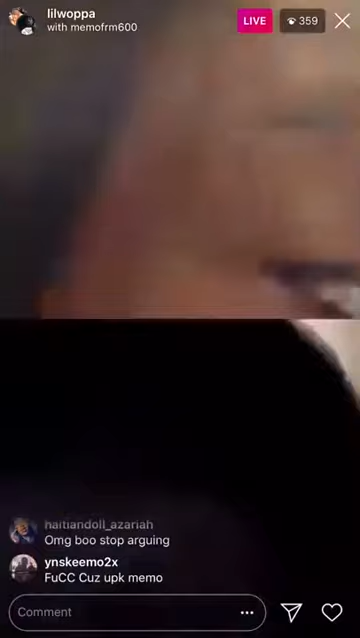 lilwoppa
with memofrm600
LIVE
359
haitiandoll_azariah
Omg boo stop arguing
ynskeemo2x
FuCC Cuz upk memo
Comment